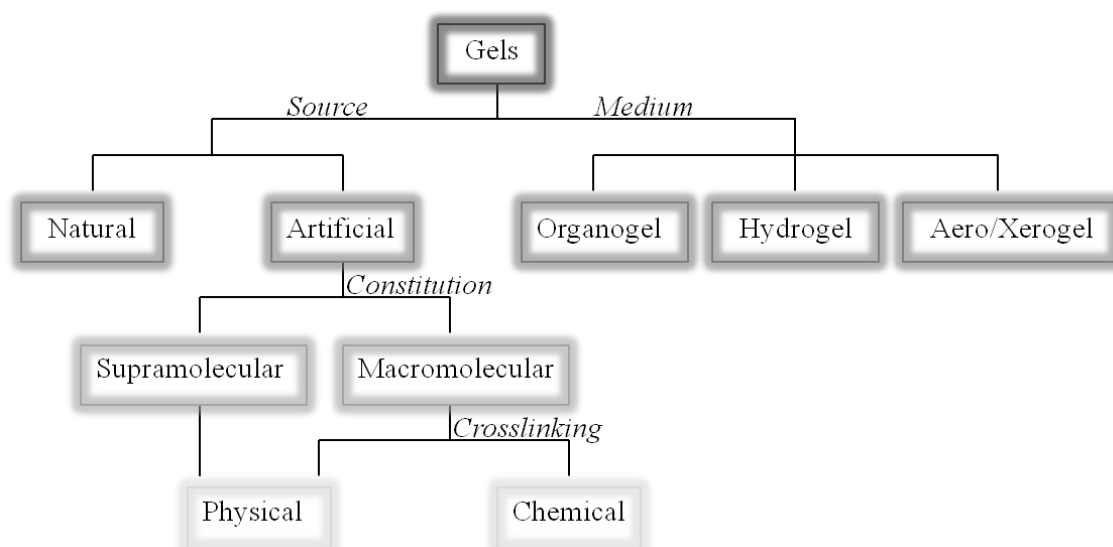 Gels
Source
Medium
Natural
Artificial
Organogel
Hydrogel
Aero/Xerogel
Constitution
Supramolecular
Macromolecular
Crosslinking
Physical
Chemical